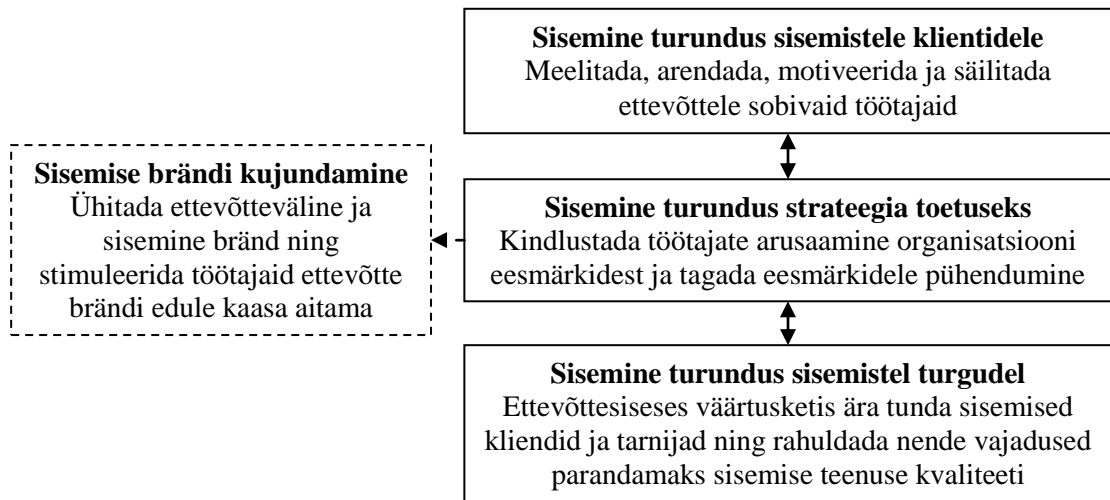 Sisemine turundus sisemistele klientidele
Meelitada, arendada, motiveerida ja säilitada
ettevõttele sobivaid töötajaid
Sisemise brändi kujundamine
Ühitada ettevõtteväline ja
sisemine bränd ning
stimuleerida töötajaid ettevõtte
brändi edule kaasa aitama
Sisemine turundus strateegia toetuseks
Kindlustada töötajate arusaamine organisatsiooni
eesmärkidest ja tagada eesmärkidele pühendumine
Sisemine turundus sisemistel turgudel
Ettevõttesiseses väärtusketis ära tunda sisemised
kliendid ja tarnijad ning rahuldada nende vajadused
parandamaks sisemise teenuse kvaliteeti